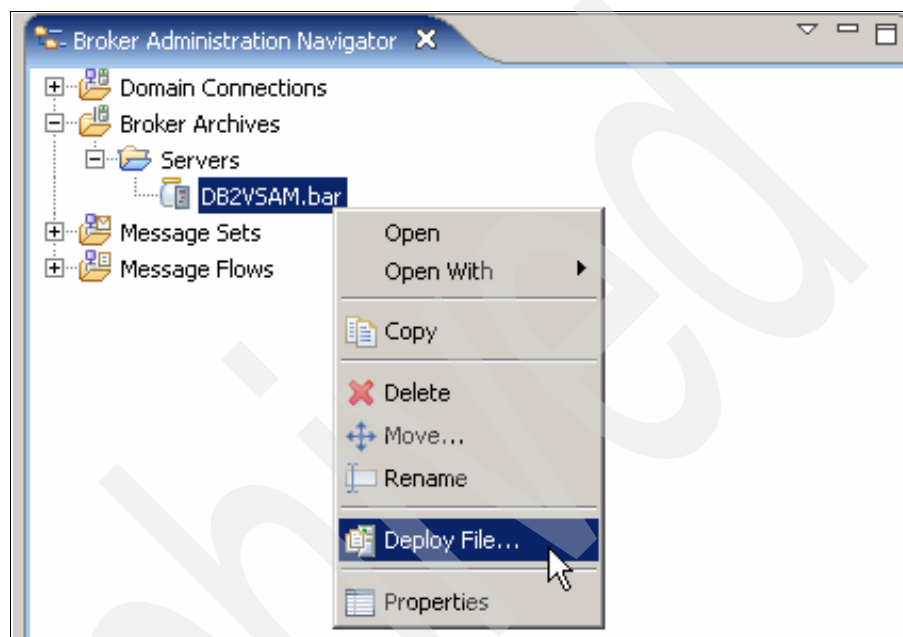 Broker Administration Navigator
Domain Connections
Broker Archives
Servers
DB2VSAM.bar
Message Sets
Message Flows
Open
Open With
Copy
Delete
Move...
Rename
Deploy File...
Properties